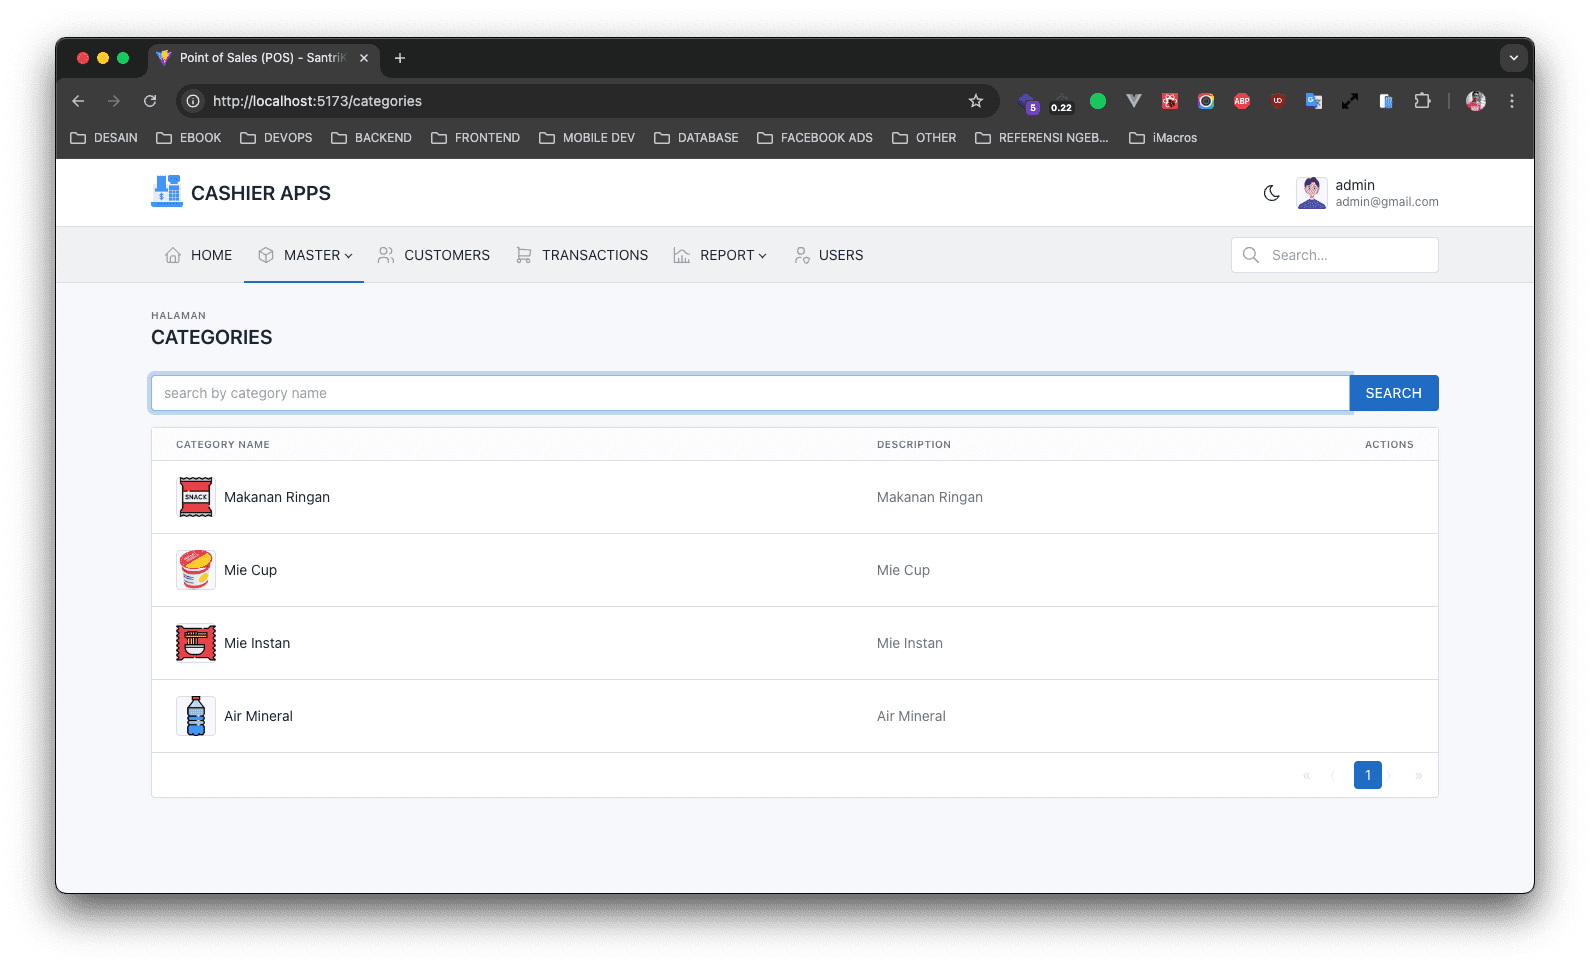 Point of Sales (POS) - Santri
http://localhost:5173/categories
5
0.22
ABP
DESAIN EBOOK DEVOPS BACKEND FRONTEND MOBILE DEV DATABASE FACEBOOK ADS OTHER REFERENSI NGEB... iMacros
CASHIER APPS
admin
admin@gmail.com
HOME MASTER CUSTOMERS TRANSACTIONS REPORT USERS Search...
HALAMAN
CATEGORIES
search by category name SEARCH
CATEGORY NAME DESCRIPTION ACTIONS
SNACK Makanan Ringan Makanan Ringan
Mie Cup Mie Cup
Mie Instan Mie Instan
Air Mineral Air Mineral
« ‹ 1 › »